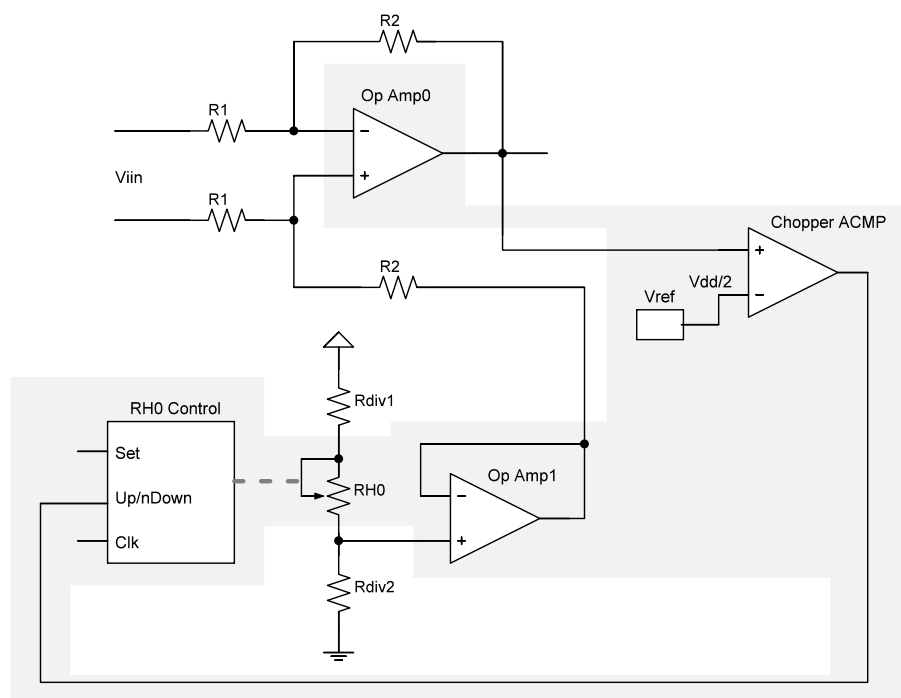 R2
Op Amp0
R1
Viin
R1
Chopper ACMP
R2
Vdd/2
Vref
Rdiv1
RH0 Control
Set
Up/nDown
Clk
RH0
Op Amp1
Rdiv2